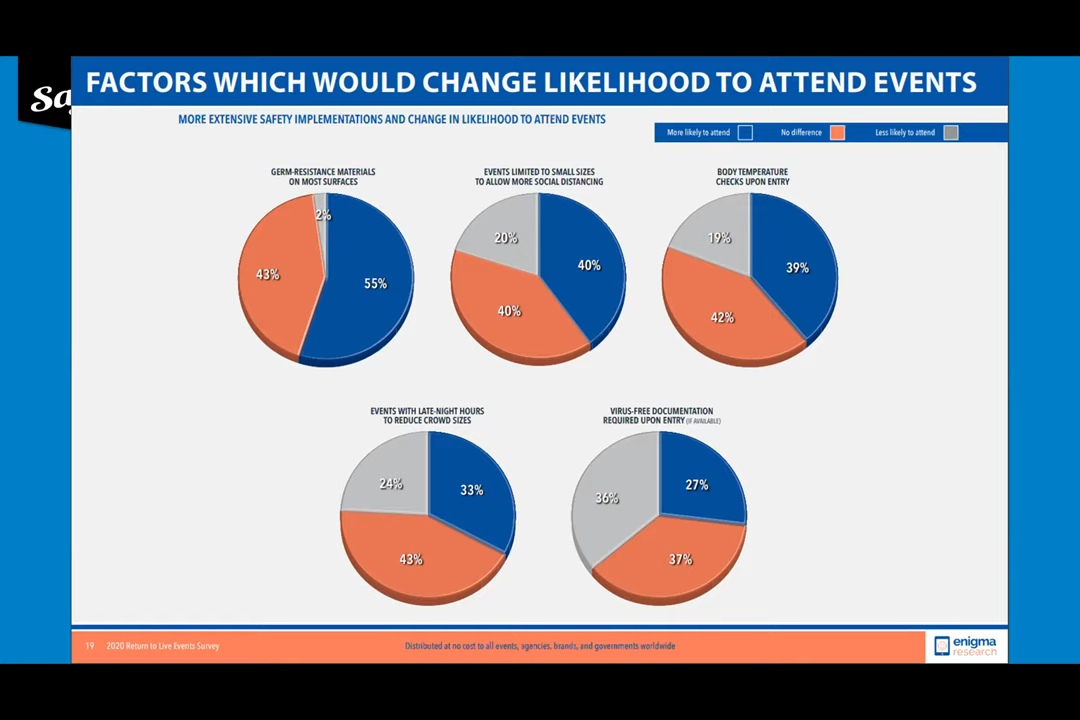 Sa
FACTORS WHICH WOULD CHANGE LIKELIHOOD TO ATTEND EVENTS
MORE EXTENSIVE SAFETY IMPLEMENTATIONS AND CHANGE IN LIKELIHOOD TO ATTEND EVENTS
More likely to attend
No difference
Less likely to attend
GERM-RESISTANCE MATERIALS
ON MOST SURFACES
2%
43%
55%
EVENTS LIMITED TO SMALL SIZES
TO ALLOW MORE SOCIAL DISTANCING
20%
40%
40%
BODY TEMPERATURE
CHECKS UPON ENTRY
19%
39%
42%
EVENTS WITH LATE-NIGHT HOURS
TO REDUCE CROWD SIZES
24%
33%
43%
VIRUS-FREE DOCUMENTATION
REQUIRED UPON ENTRY (IF AVAILABLE)
36%
27%
37%
19 2020 Return to Live Events Survey
Distributed at no cost to all events, agencies, brands, and governments worldwide
enigma
research